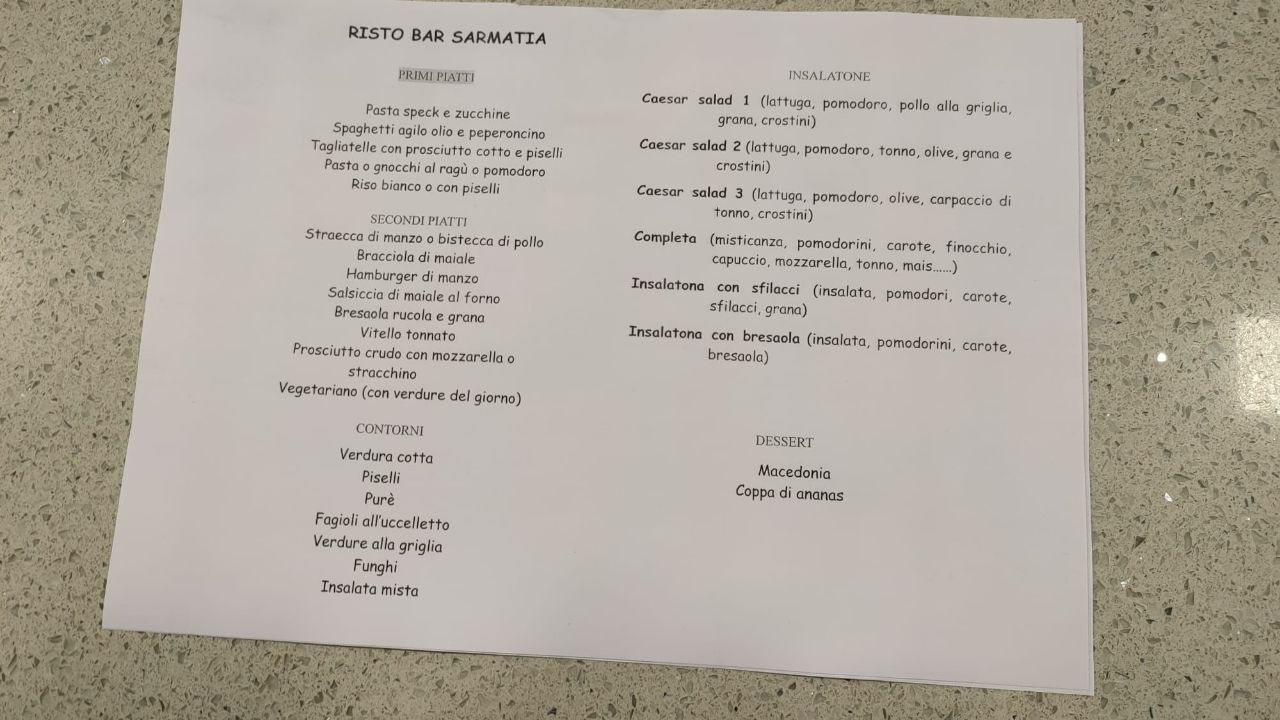 RISTO BAR SARMATIA
PRIMI PIATTI
Pasta speck e zucchine
Spaghetti agilo olio e peperoncino
Tagliatelle con prosciutto cotto e piselli
Pasta o gnocchi al ragù o pomodoro
Riso bianco o con piselli
SECONDI PIATTI
Straecca di manzo o bistecca di pollo
Bracciola di maiale
Hamburger di manzo
Salsiccia di maiale al forno
Bresaola rucola e grana
Vitello tonnato
Prosciutto crudo con mozzarella o
stracchino
Vegetariano (con verdure del giorno)
CONTORNI
Verdura cotta
Piselli
Purè
Fagioli all'uccelletto
Verdure alla griglia
Funghi
Insalata mista
INSALATONE
Caesar salad 1 (lattuga, pomodoro, pollo alla griglia,
grana, crostini)
Caesar salad 2 (lattuga, pomodoro, tonno, olive, grana e
crostini)
Caesar salad 3 (lattuga, pomodoro, olive, carpaccio di
tonno, crostini)
Completa (misticanza, pomodorini, carote, finocchio,
capuccio, mozzarella, tonno, mais......)
Insalatona con sfilacci (insalata, pomodori, carote,
sfilacci, grana)
Insalatona con bresaola (insalata, pomodorini, carote,
bresaola)
DESSERT
Macedonia
Coppa di ananas